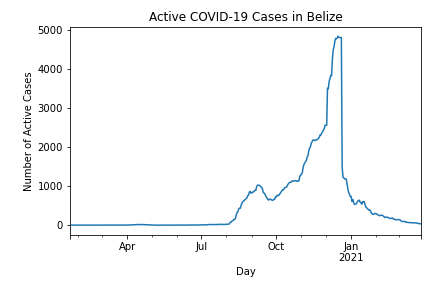 Active COVID-19 Cases in Belize
Number of Active Cases
5000
4000
3000
2000
1000
0
Apr
Jul
Oct
Jan
2021
Day